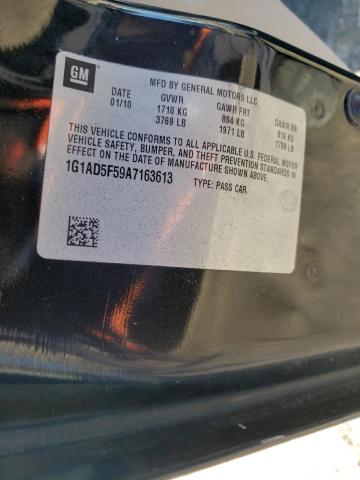 GM
MFD BY GENERAL MOTORS LLC
DATE GVWR GAWR FRT GAWR RR
01/10 1710 KG 894 KG 816 KG
3769 LB 1971 LB 1798 LB
THIS VEHICLE CONFORMS TO ALL APPLICABLE U.S. FEDERAL MOTOR
VEHICLE SAFETY, BUMPER, AND THEFT PREVENTION STANDARDS IN
EFFECT ON THE DATE OF MANUFACTURE SHOWN ABOVE.
1G1AD5F59A7163613 TYPE: PASS CAR